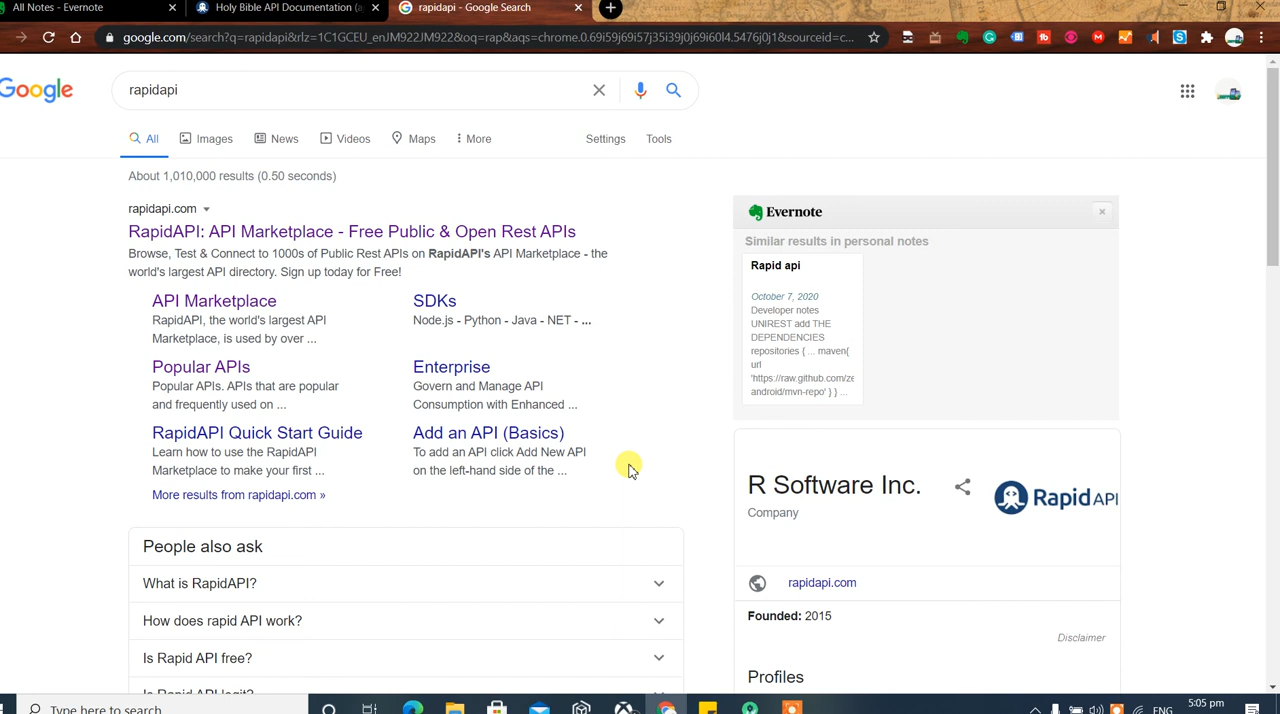 All Notes - Evernote
Holy Bible API Documentation (a
rapidapi - Google Search
google.com/search?q=rapidapi&rlz=1C1GCEU_enJM922JM922&oq=rap&aqs=chrome.0.69i59j69i57j35i39j0j69i60l4.5476j0j1&sourceid=c...
Google
rapidapi
All
Images
News
Videos
Maps
More
Settings
Tools
About 1,010,000 results (0.50 seconds)
rapidapi.com
RapidAPI: API Marketplace - Free Public & Open Rest APIs
Browse, Test & Connect to 1000s of Public Rest APIs on RapidAPI's API Marketplace - the
world's largest API directory. Sign up today for Free!
API Marketplace
RapidAPI, the world's largest API
Marketplace, is used by over ...
SDKs
Node.js - Python - Java - NET - ...
Popular APIs
Popular APIs. APIs that are popular
and frequently used on ...
Enterprise
Govern and Manage API
Consumption with Enhanced ...
RapidAPI Quick Start Guide
Learn how to use the RapidAPI
Marketplace to make your first ...
Add an API (Basics)
To add an API click Add New API
on the left-hand side of the ...
More results from rapidapi.com »
People also ask
What is RapidAPI?
How does rapid API work?
Is Rapid API free?
Is Rapid API legit?
Evernote
Similar results in personal notes
Rapid api
October 7, 2020
Developer notes
UNIREST add THE
DEPENDENCIES
repositories { ... maven{
url
'https://raw.github.com/ze
android/mvn-repo' } } ...
R Software Inc.
Company
Rapid API
rapidapi.com
Founded: 2015
Disclaimer
Profiles
Type here to search
ENG
5:05 pm